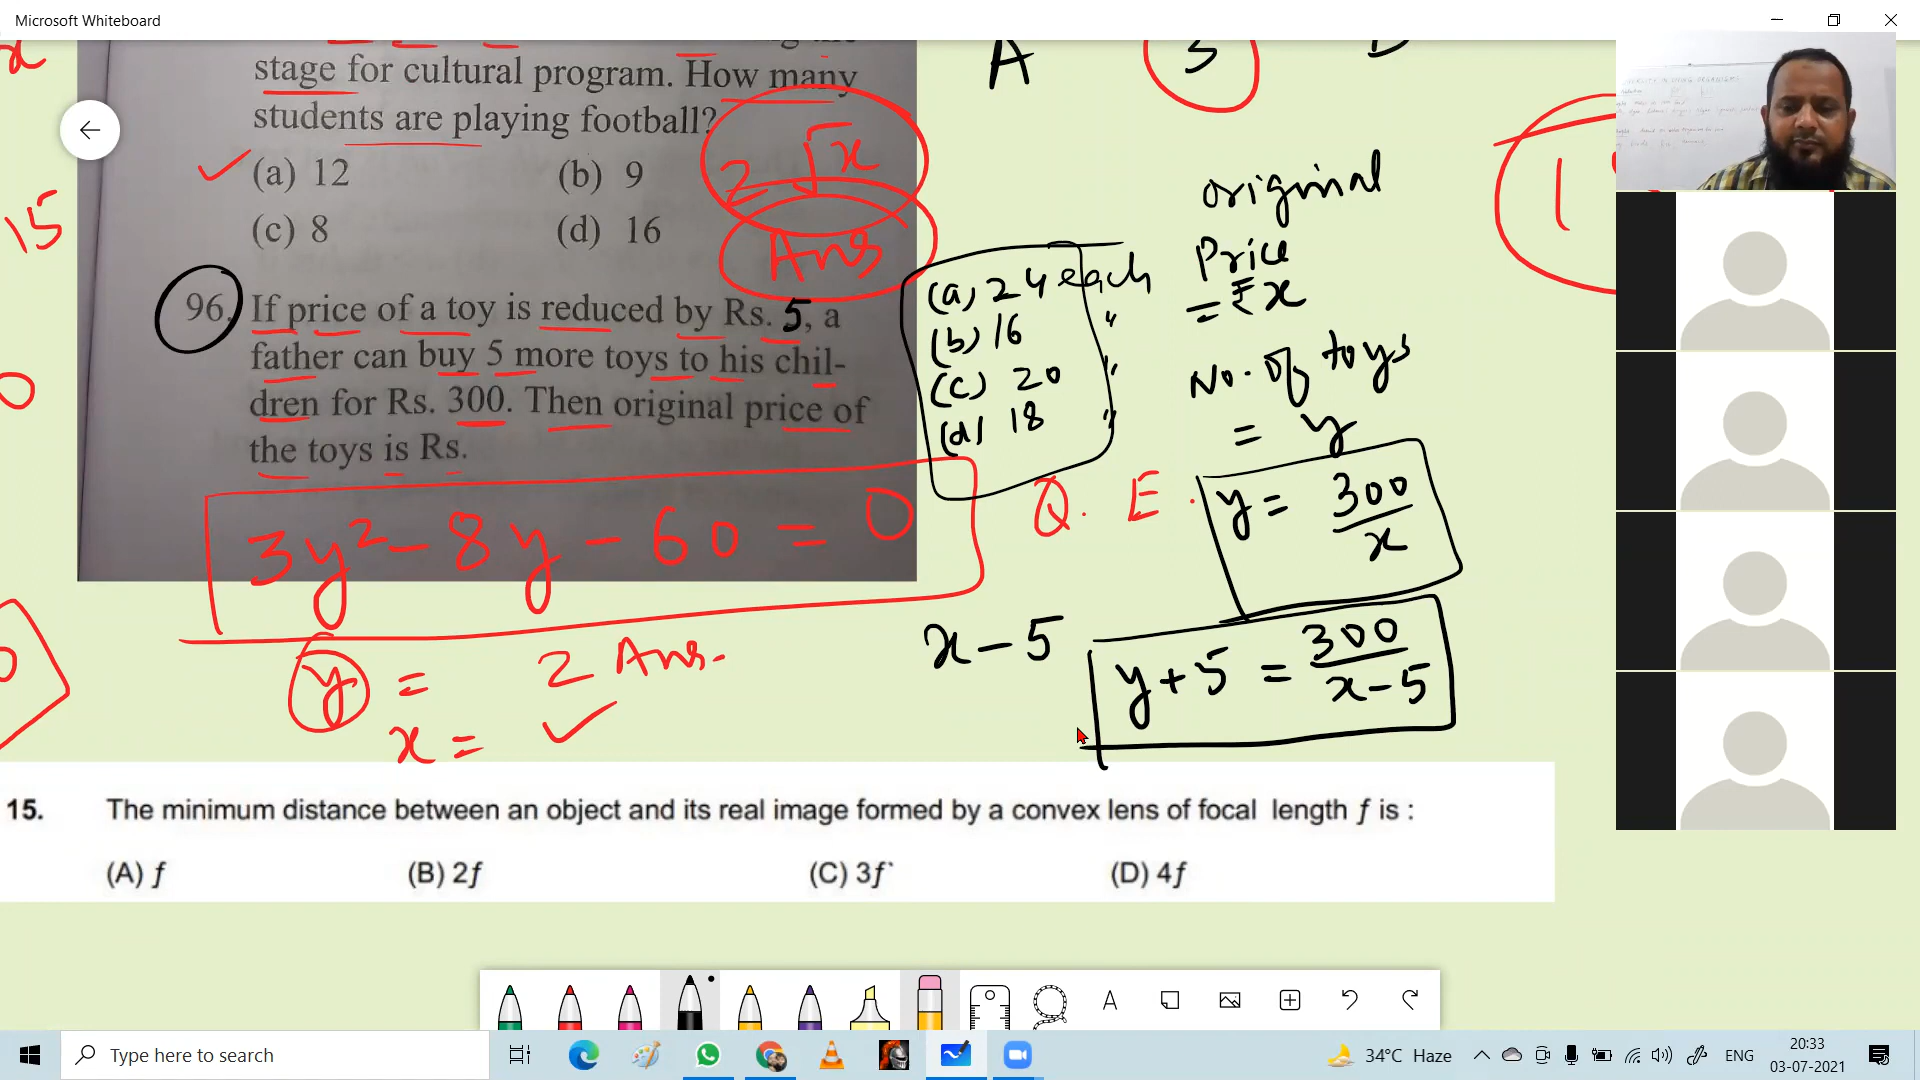 Microsoft Whiteboard
stage for cultural program. How many
students are playing football?
(a) 12 (b) 9
(c) 8 (d) 16
2 √x
Ans
15
96. If price of a toy is reduced by Rs. 5, a
father can buy 5 more toys to his chil-
dren for Rs. 300. Then original price of
the toys is Rs.
A 3
(a) 24 each
(b) 16 "
(c) 20 "
(d) 18 "
original
Price
= ₹ x
No. of toys
= y
Q. E.
y = 300/x
3y² - 8y - 60 = 0
y = 2 Ans.
x = ✓
x - 5
y + 5 = 300/x-5
15. The minimum distance between an object and its real image formed by a convex lens of focal length ƒ is :
(A) ƒ (B) 2ƒ (C) 3ƒ` (D) 4ƒ
Type here to search
34°C Haze
ENG
20:33
03-07-2021